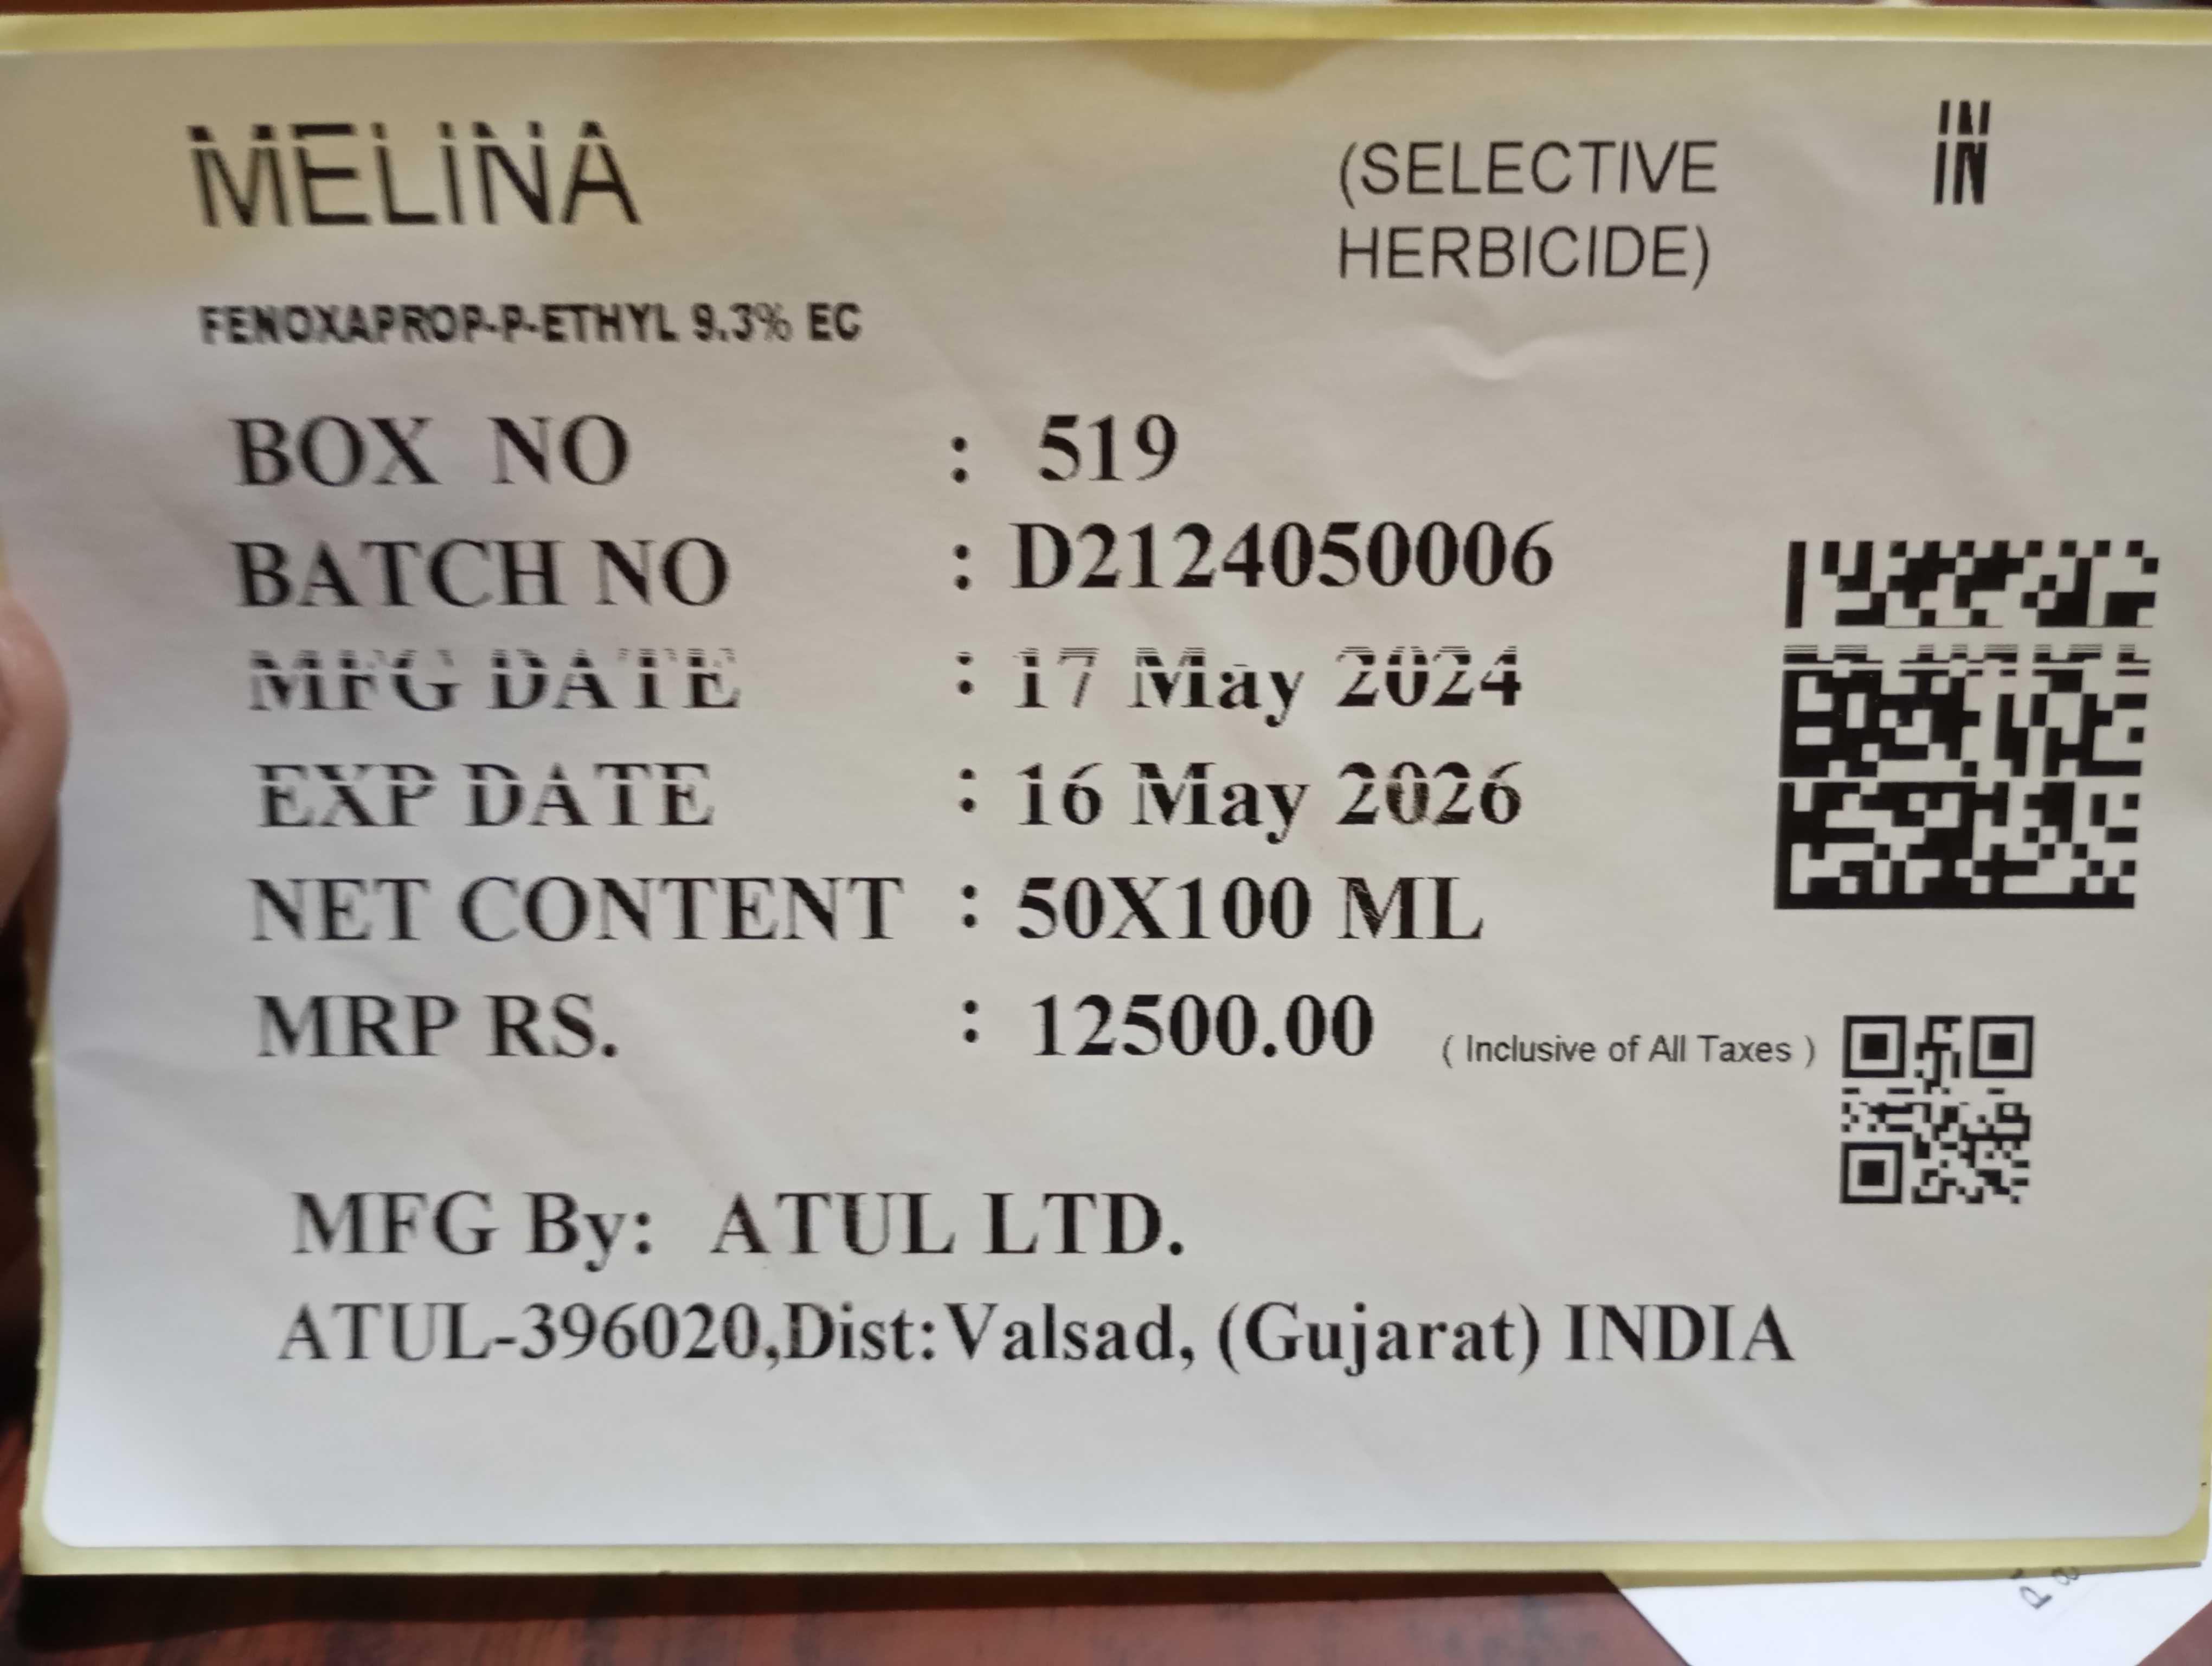 MELINA
(SELECTIVE
HERBICIDE)
IN
FENOXAPROP-P-ETHYL 9.3% EC
BOX NO : 519
BATCH NO : D2124050006
MFG DATE : 17 May 2024
EXP DATE : 16 May 2026
NET CONTENT : 50X100 ML
MRP RS. : 12500.00 ( Inclusive of All Taxes )
MFG By: ATUL LTD.
ATUL-396020,Dist:Valsad, (Gujarat) INDIA